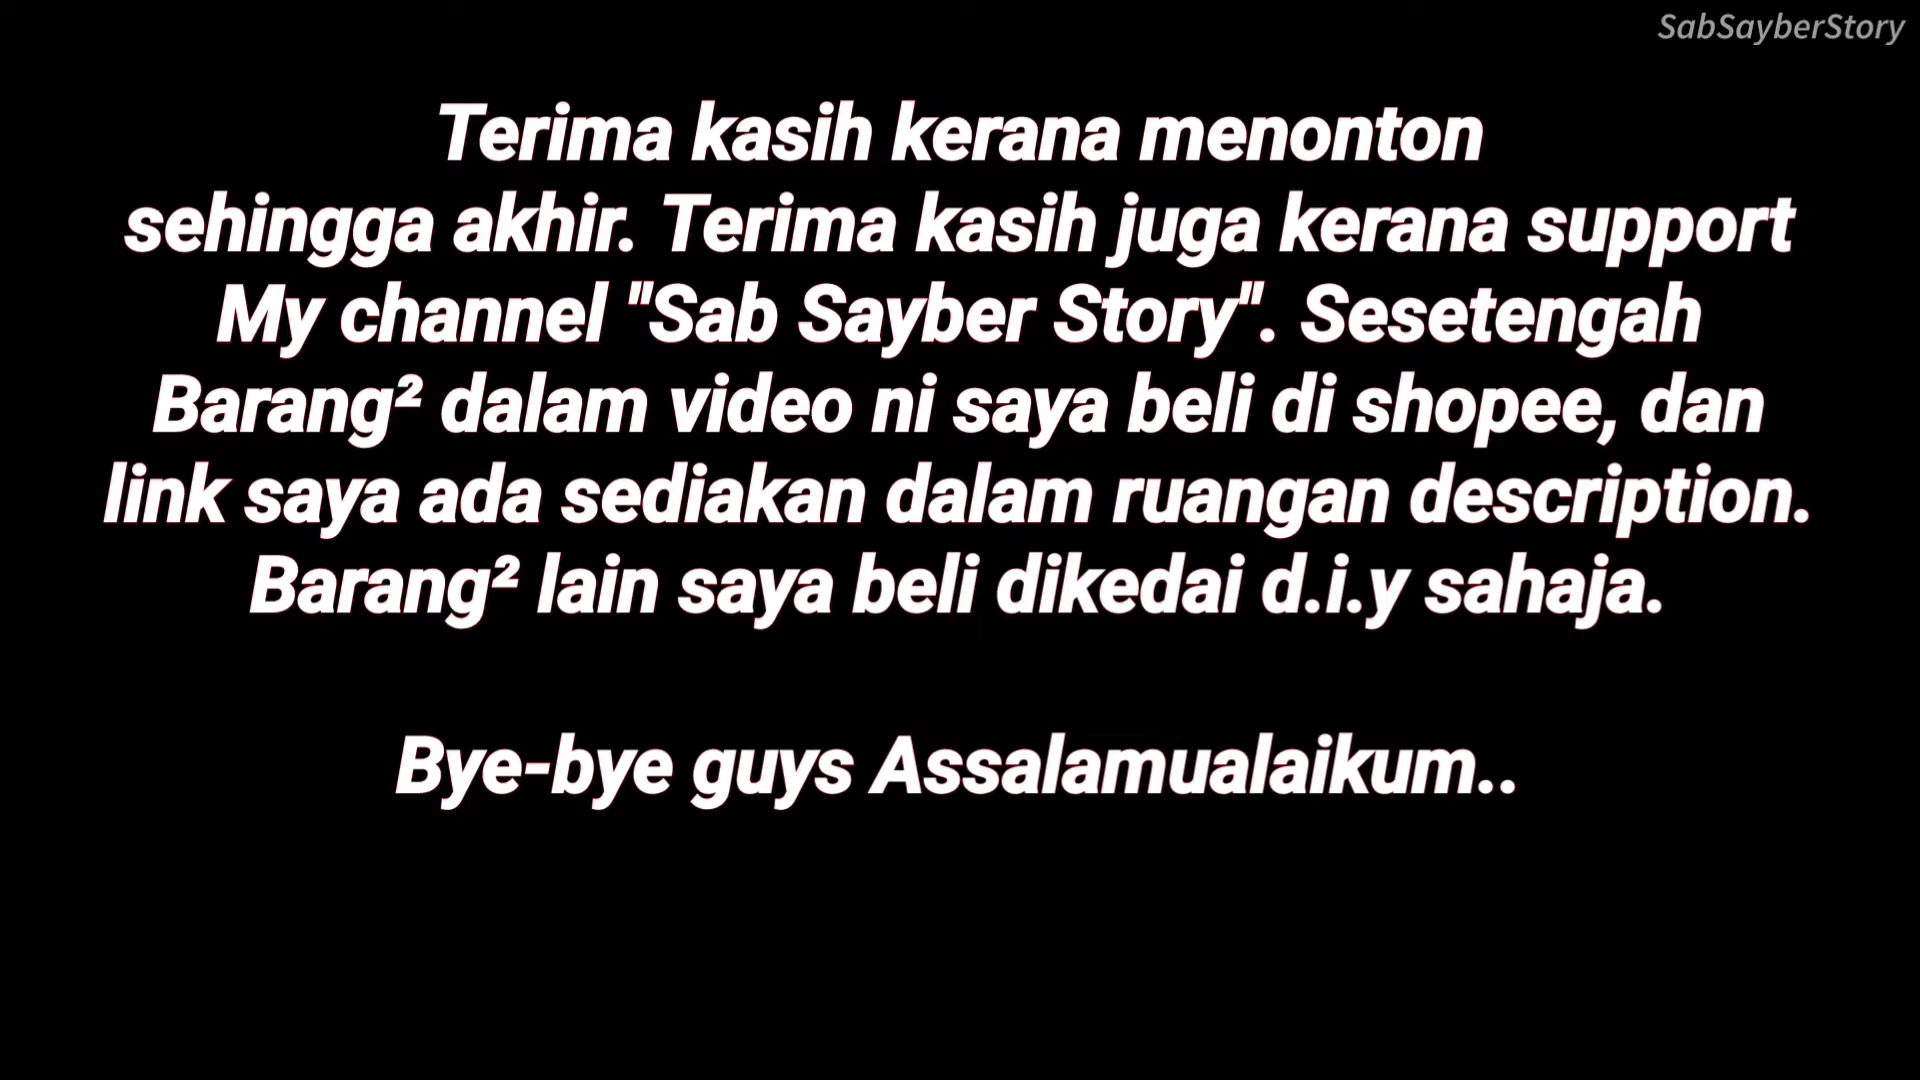 SabSayberStory
Terima kasih kerana menonton
sehingga akhir. Terima kasih juga kerana support
My channel "Sab Sayber Story". Sesetengah
Barang² dalam video ni saya beli di shopee, dan
link saya ada sediakan dalam ruangan description.
Barang² lain saya beli dikedai d.i.y sahaja.
Bye-bye guys Assalamualaikum..